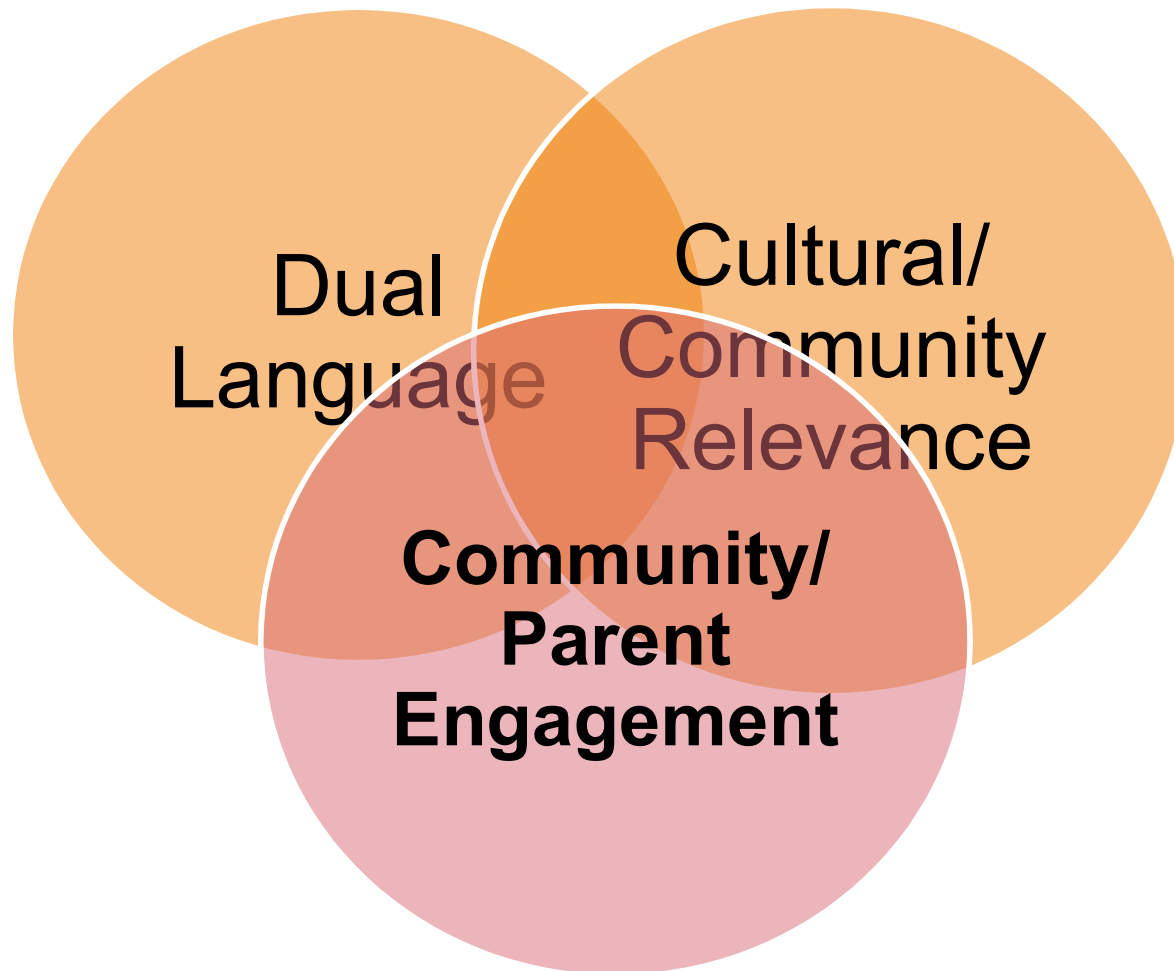 Dual
Language
Cultural/
Community
Relevance
Community/
Parent
Engagement